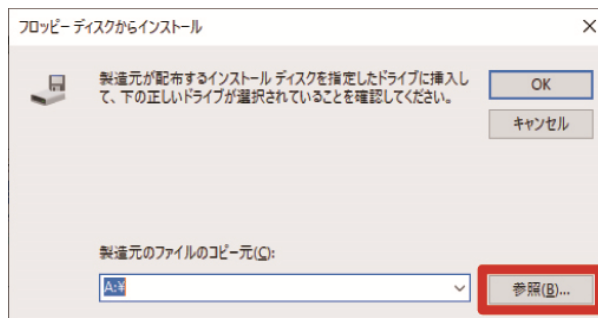 フロッピー ディスクからインストール
製造元が配布するインストール ディスクを指定したドライブに挿入し
て、下の正しいドライブが選択されていることを確認してください。
OK
キャンセル
製造元のファイルのコピー元(C):
A:¥
参照(B)...